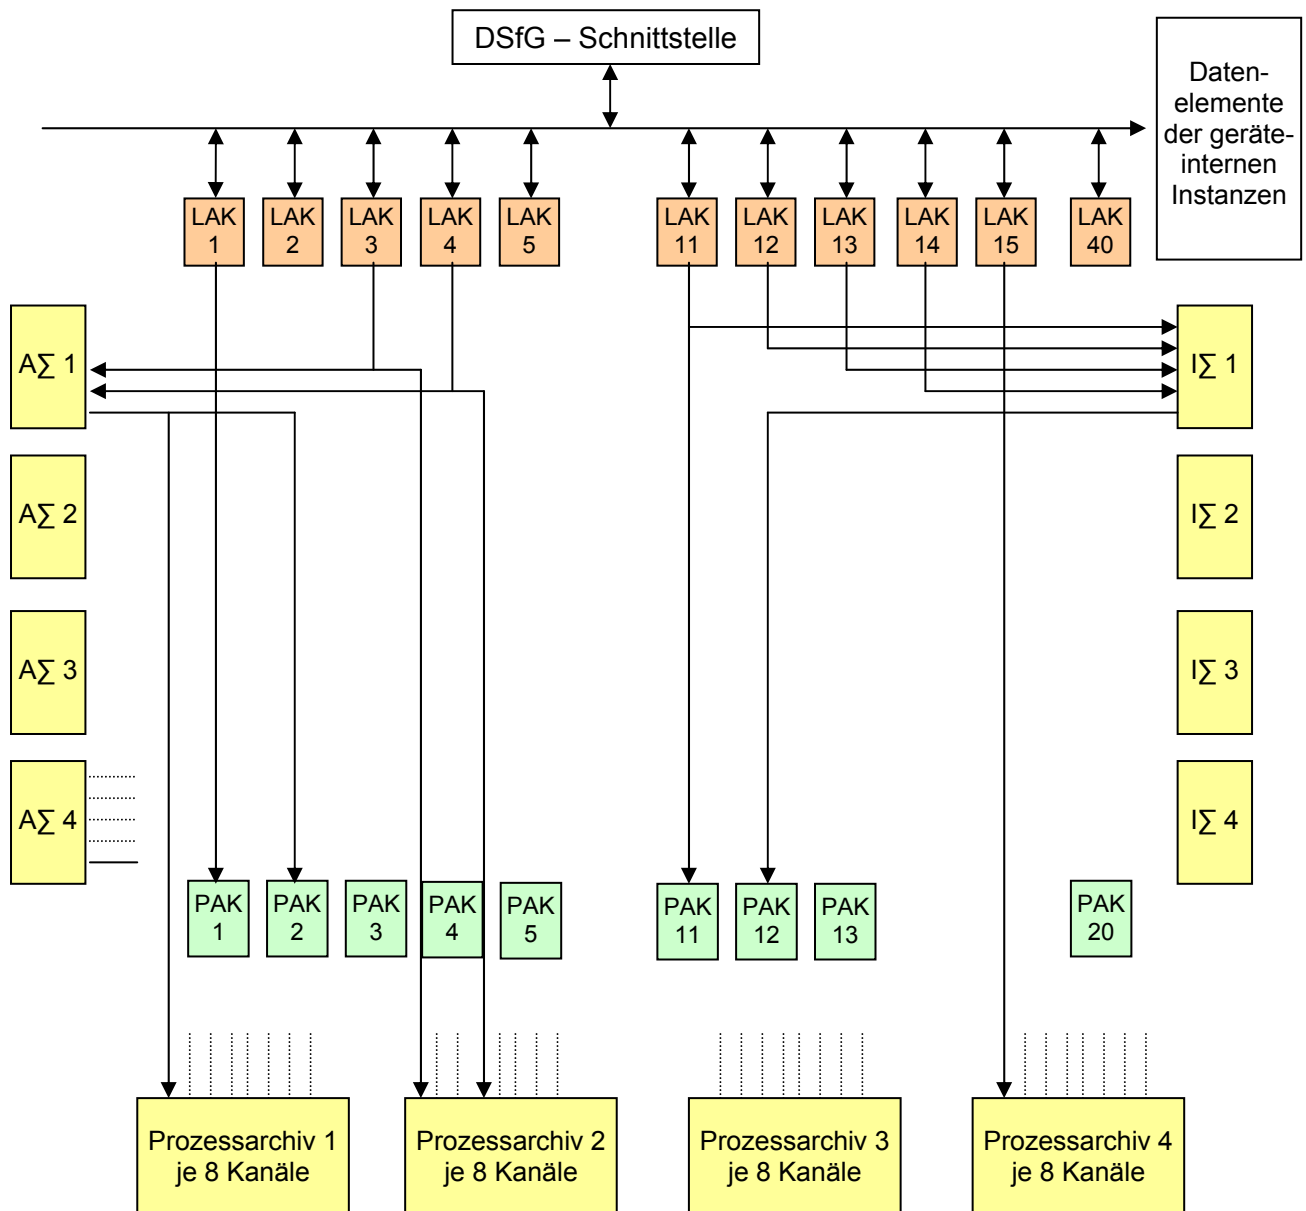 DSfG – Schnittstelle
Daten-
elemente
der geräte-
internen
Instanzen
LAK
1
LAK
2
LAK
3
LAK
4
LAK
5
LAK
11
LAK
12
LAK
13
LAK
14
LAK
15
LAK
40
A∑ 1
I∑ 1
A∑ 2
I∑ 2
A∑ 3
I∑ 3
A∑ 4
I∑ 4
PAK
1
PAK
2
PAK
3
PAK
4
PAK
5
PAK
11
PAK
12
PAK
13
PAK
20
Prozessarchiv 1
je 8 Kanäle
Prozessarchiv 2
je 8 Kanäle
Prozessarchiv 3
je 8 Kanäle
Prozessarchiv 4
je 8 Kanäle